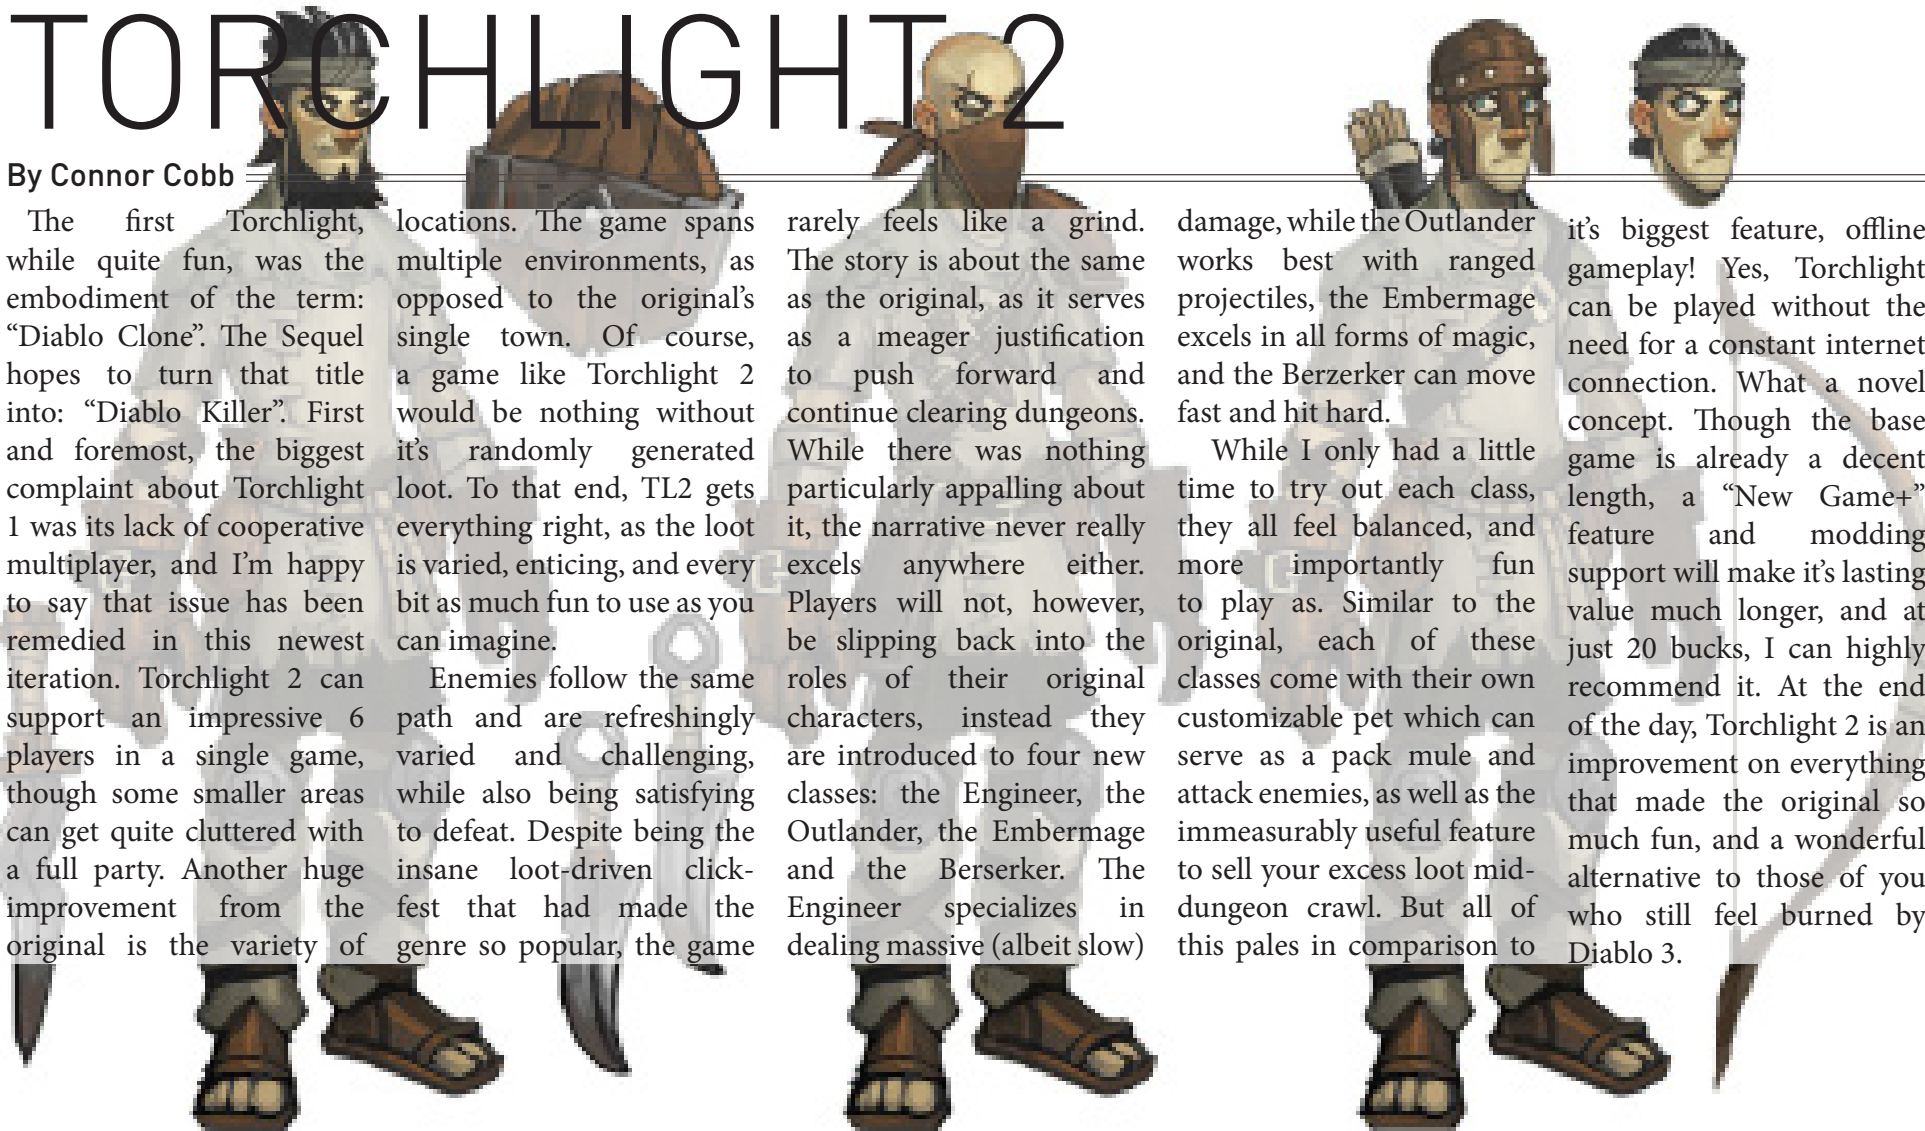 TORCHLIGHT 2
By Connor Cobb
The first Torchlight,
while quite fun, was the
embodiment of the term:
“Diablo Clone”. The Sequel
hopes to turn that title
into: “Diablo Killer”. First
and foremost, the biggest
complaint about Torchlight
1 was its lack of cooperative
multiplayer, and I’m happy
to say that issue has been
remedied in this newest
iteration. Torchlight 2 can
support an impressive 6
players in a single game,
though some smaller areas
can get quite cluttered with
a full party. Another huge
improvement from the
original is the variety of
locations. The game spans
multiple environments, as
opposed to the original’s
single town. Of course,
a game like Torchlight 2
would be nothing without
it’s randomly generated
loot. To that end, TL2 gets
everything right, as the loot
is varied, enticing, and every
bit as much fun to use as you
can imagine.
Enemies follow the same
path and are refreshingly
varied and challenging,
while also being satisfying
to defeat. Despite being the
insane loot-driven click-
fest that had made the
genre so popular, the game
rarely feels like a grind.
The story is about the same
as the original, as it serves
as a meager justification
to push forward and
continue clearing dungeons.
While there was nothing
particularly appalling about
it, the narrative never really
excels anywhere either.
Players will not, however,
be slipping back into the
roles of their original
characters, instead they
are introduced to four new
classes: the Engineer, the
Outlander, the Embermage
and the Berserker. The
Engineer specializes in
dealing massive (albeit slow)
damage, while the Outlander
works best with ranged
projectiles, the Embermage
excels in all forms of magic,
and the Berzerker can move
fast and hit hard.
While I only had a little
time to try out each class,
they all feel balanced, and
more importantly fun
to play as. Similar to the
original, each of these
classes come with their own
customizable pet which can
serve as a pack mule and
attack enemies, as well as the
immeasurably useful feature
to sell your excess loot mid-
dungeon crawl. But all of
this pales in comparison to
it’s biggest feature, offline
gameplay! Yes, Torchlight
can be played without the
need for a constant internet
connection. What a novel
concept. Though the base
game is already a decent
length, a “New Game+”
feature and modding
support will make it’s lasting
value much longer, and at
just 20 bucks, I can highly
recommend it. At the end
of the day, Torchlight 2 is an
improvement on everything
that made the original so
much fun, and a wonderful
alternative to those of you
who still feel burned by
Diablo 3.